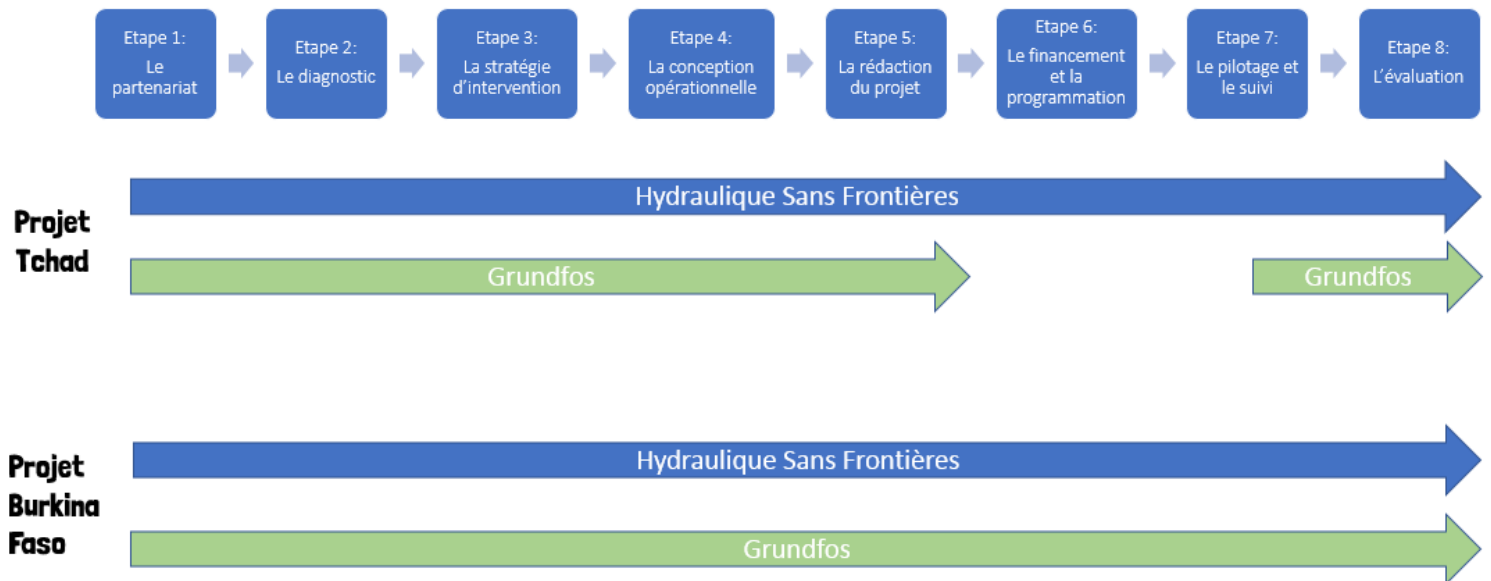 Etape 1:
Le
partenariat
Etape 2:
Le diagnostic
Etape 3:
La stratégie
d'intervention
Etape 4:
La conception
opérationnelle
Etape 5:
La rédaction
du projet
Etape 6:
Le financement
et la
programmation
Etape 7:
Le pilotage et
le suivi
Etape 8:
L'évaluation
Projet
Tchad
Hydraulique Sans Frontières
Grundfos
Grundfos
Projet
Burkina
Faso
Hydraulique Sans Frontières
Grundfos